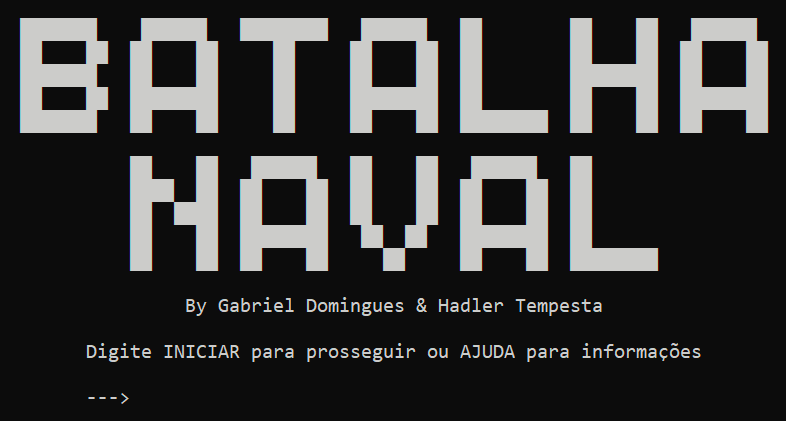 BATALHA
NAVAL
By Gabriel Domingues & Hadler Tempesta
Digite INICIAR para prosseguir ou AJUDA para informações
--->